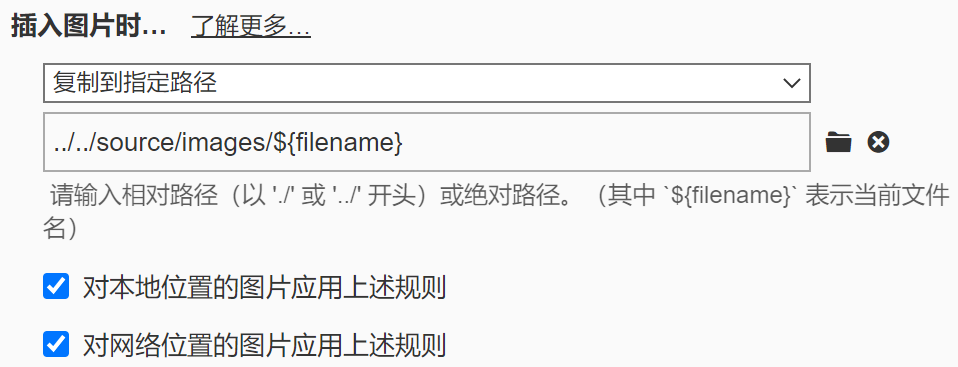 插入图片时… 了解更多…
复制到指定路径
../../source/images/${filename}
请输入相对路径（以 './' 或 '../' 开头）或绝对路径。（其中 `${filename}` 表示当前文件
名）
对本地位置的图片应用上述规则
对网络位置的图片应用上述规则